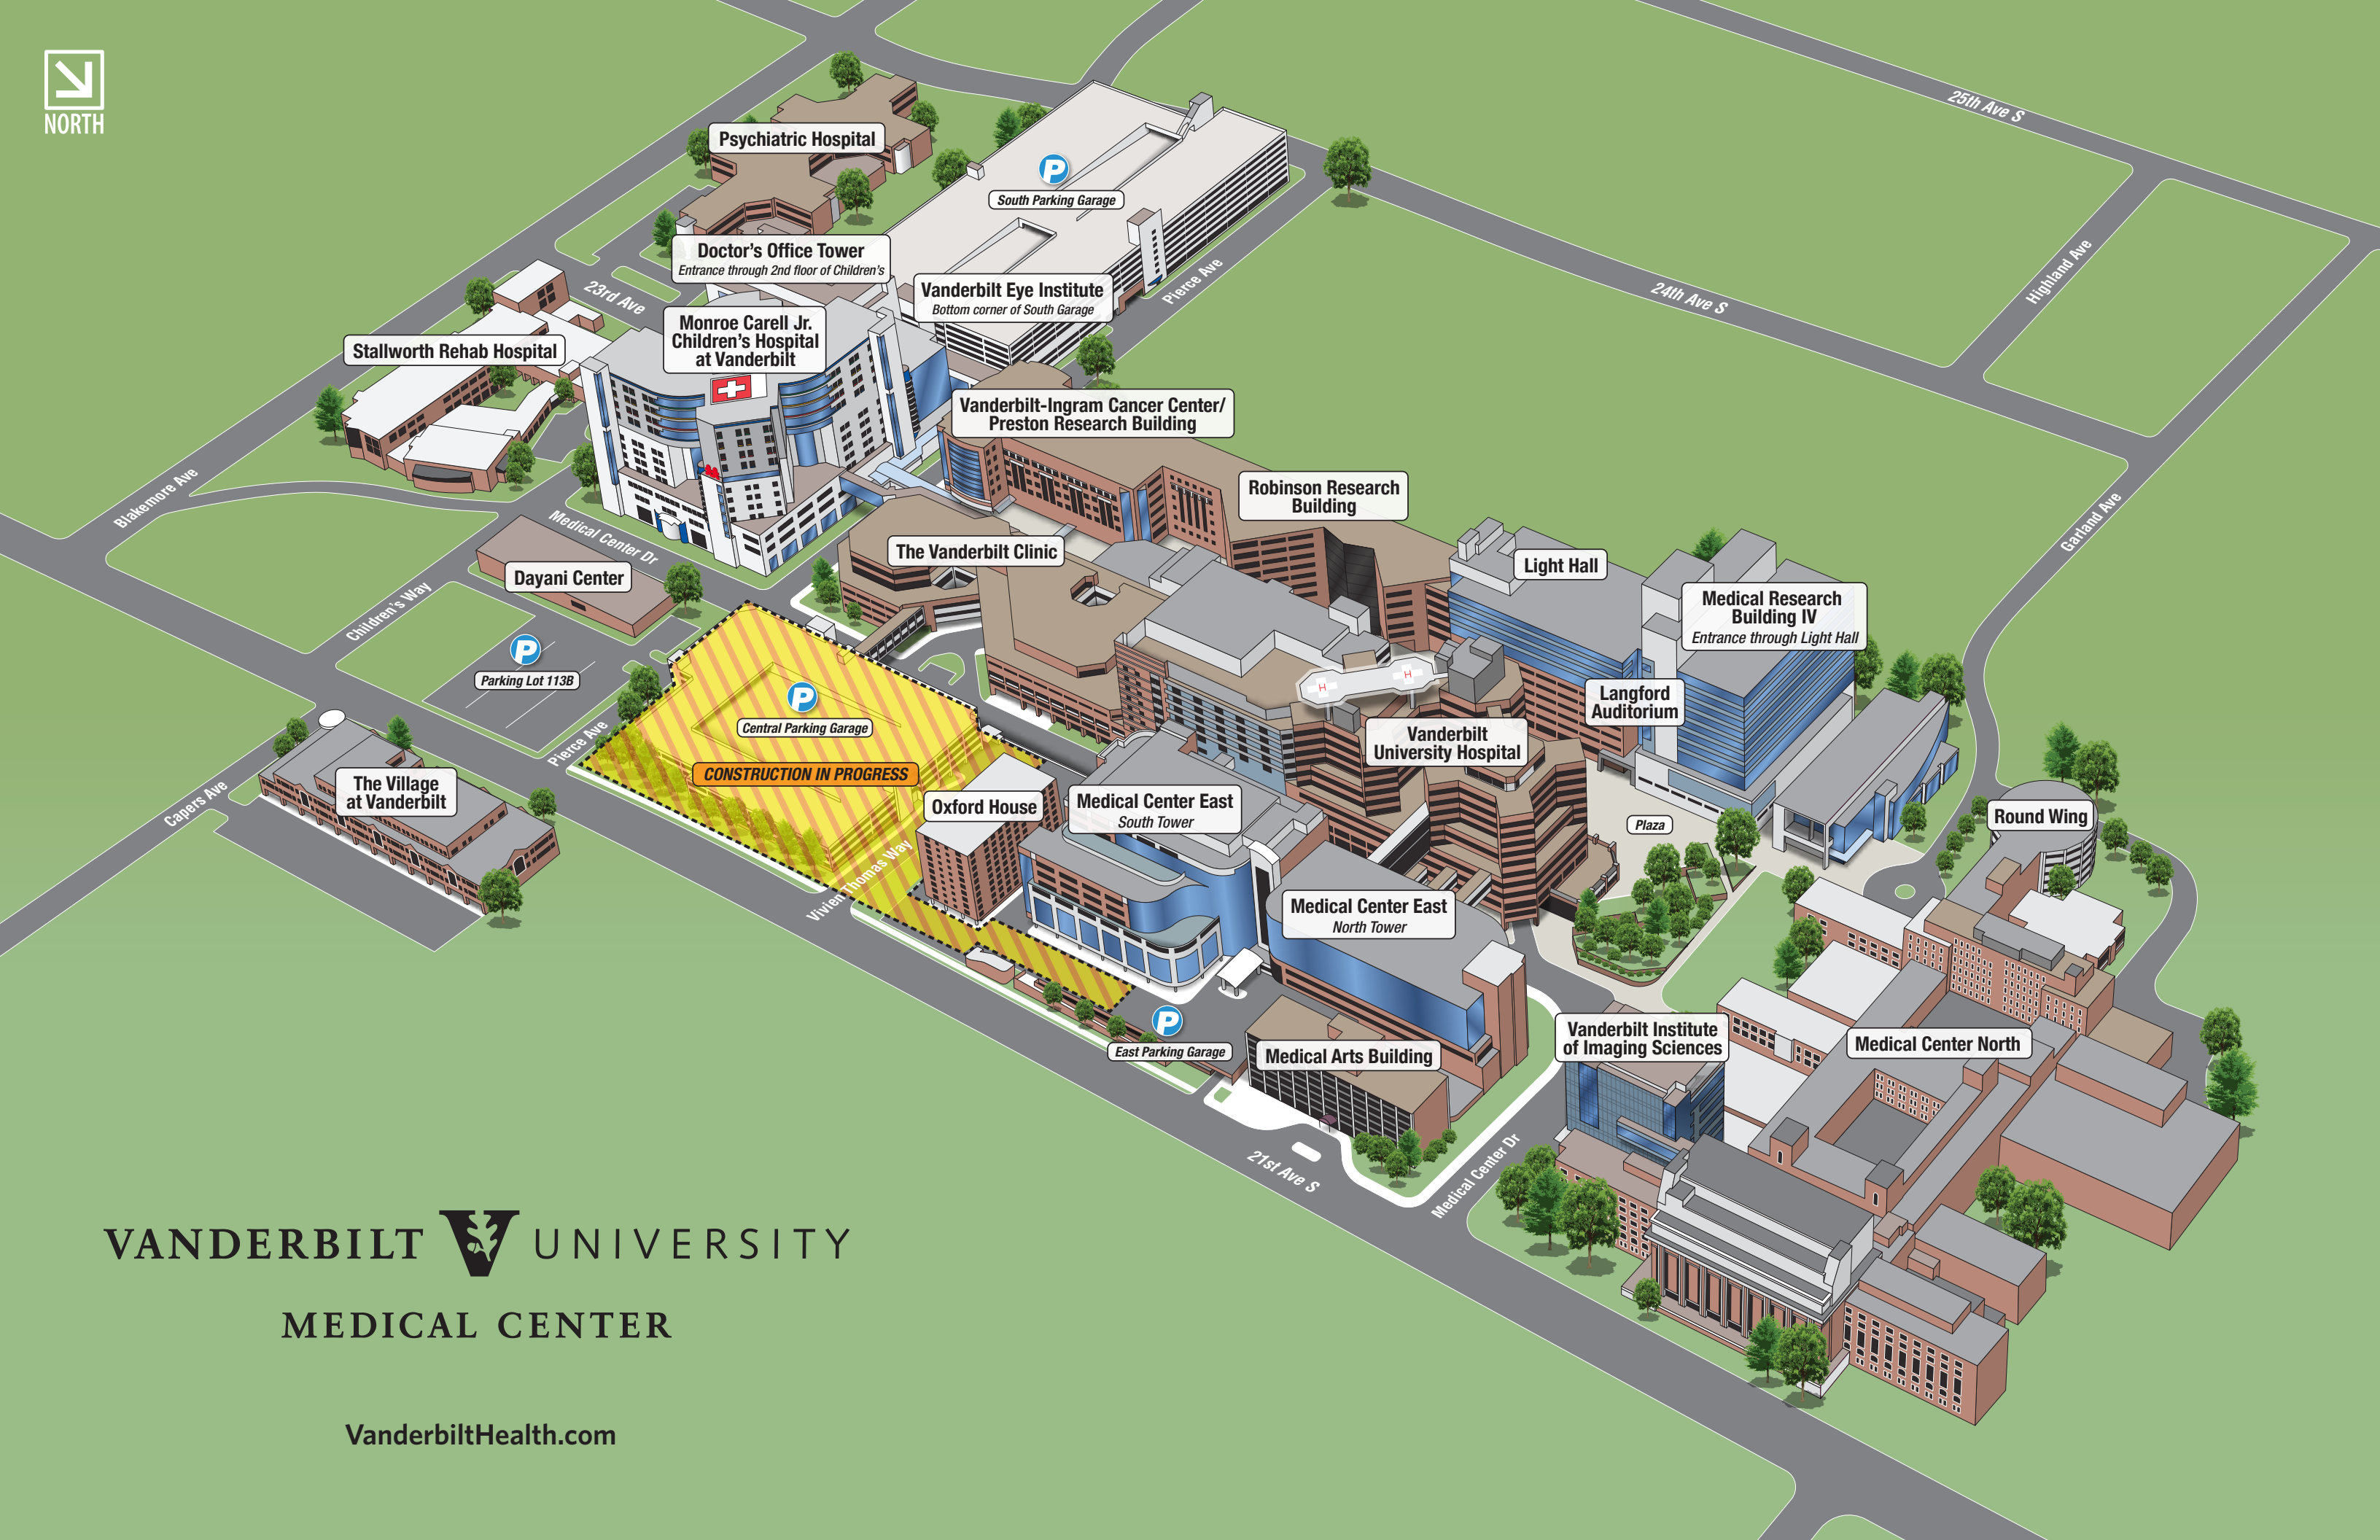 NORTH
25th Ave S
Psychiatric Hospital
P
South Parking Garage
Doctor's Office Tower
Entrance through 2nd floor of Children's
23rd Ave
Vanderbilt Eye Institute
Bottom corner of South Garage
Pierce Ave
24th Ave S
Highland Ave
Monroe Carell Jr.
Children's Hospital
at Vanderbilt
Stallworth Rehab Hospital
Vanderbilt-Ingram Cancer Center/
Preston Research Building
Robinson Research
Building
Blakemore Ave
Medical Center Dr
The Vanderbilt Clinic
Light Hall
Garland Ave
Dayani Center
Medical Research
Building IV
Entrance through Light Hall
Children's Way
P
Parking Lot 113B
H
H
P
Central Parking Garage
Langford
Auditorium
Vanderbilt
University Hospital
Pierce Ave
CONSTRUCTION IN PROGRESS
The Village
at Vanderbilt
Capers Ave
Oxford House
Medical Center East
South Tower
Plaza
Round Wing
Vivien Thomas Way
Medical Center East
North Tower
P
East Parking Garage
Medical Arts Building
Vanderbilt Institute
of Imaging Sciences
Medical Center North
21st Ave S
Medical Center Dr
VANDERBILT V UNIVERSITY
MEDICAL CENTER
VanderbiltHealth.com